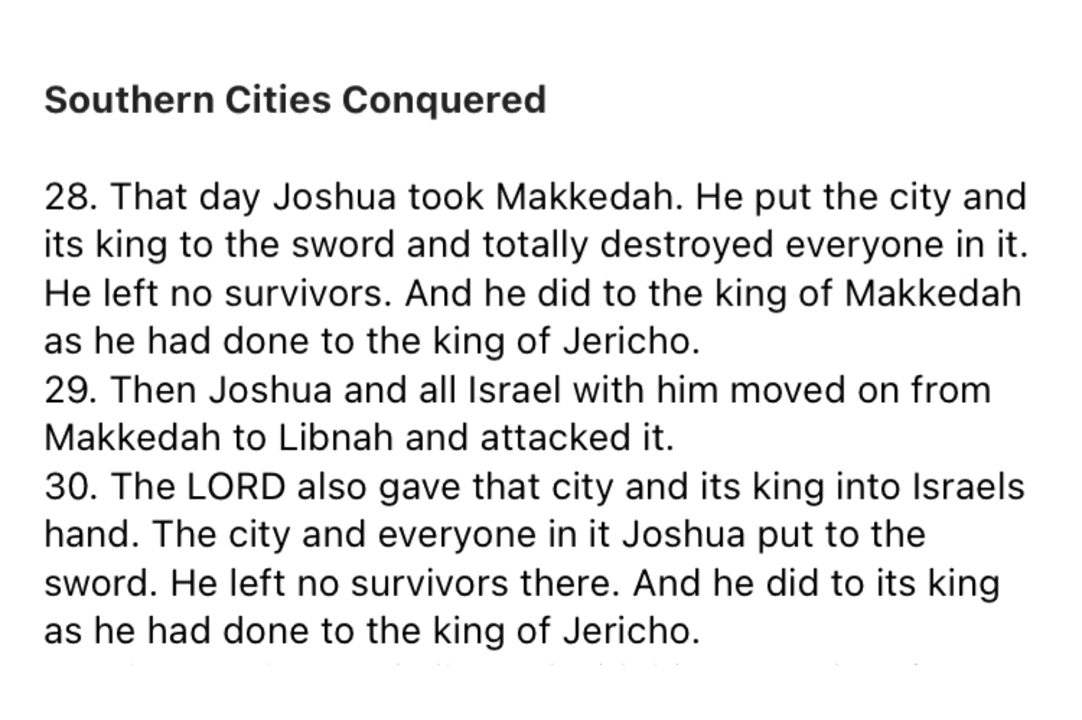 Southern Cities Conquered
28. That day Joshua took Makkedah. He put the city and
its king to the sword and totally destroyed everyone in it.
He left no survivors. And he did to the king of Makkedah
as he had done to the king of Jericho.
29. Then Joshua and all Israel with him moved on from
Makkedah to Libnah and attacked it.
30. The LORD also gave that city and its king into Israels
hand. The city and everyone in it Joshua put to the
sword. He left no survivors there. And he did to its king
as he had done to the king of Jericho.